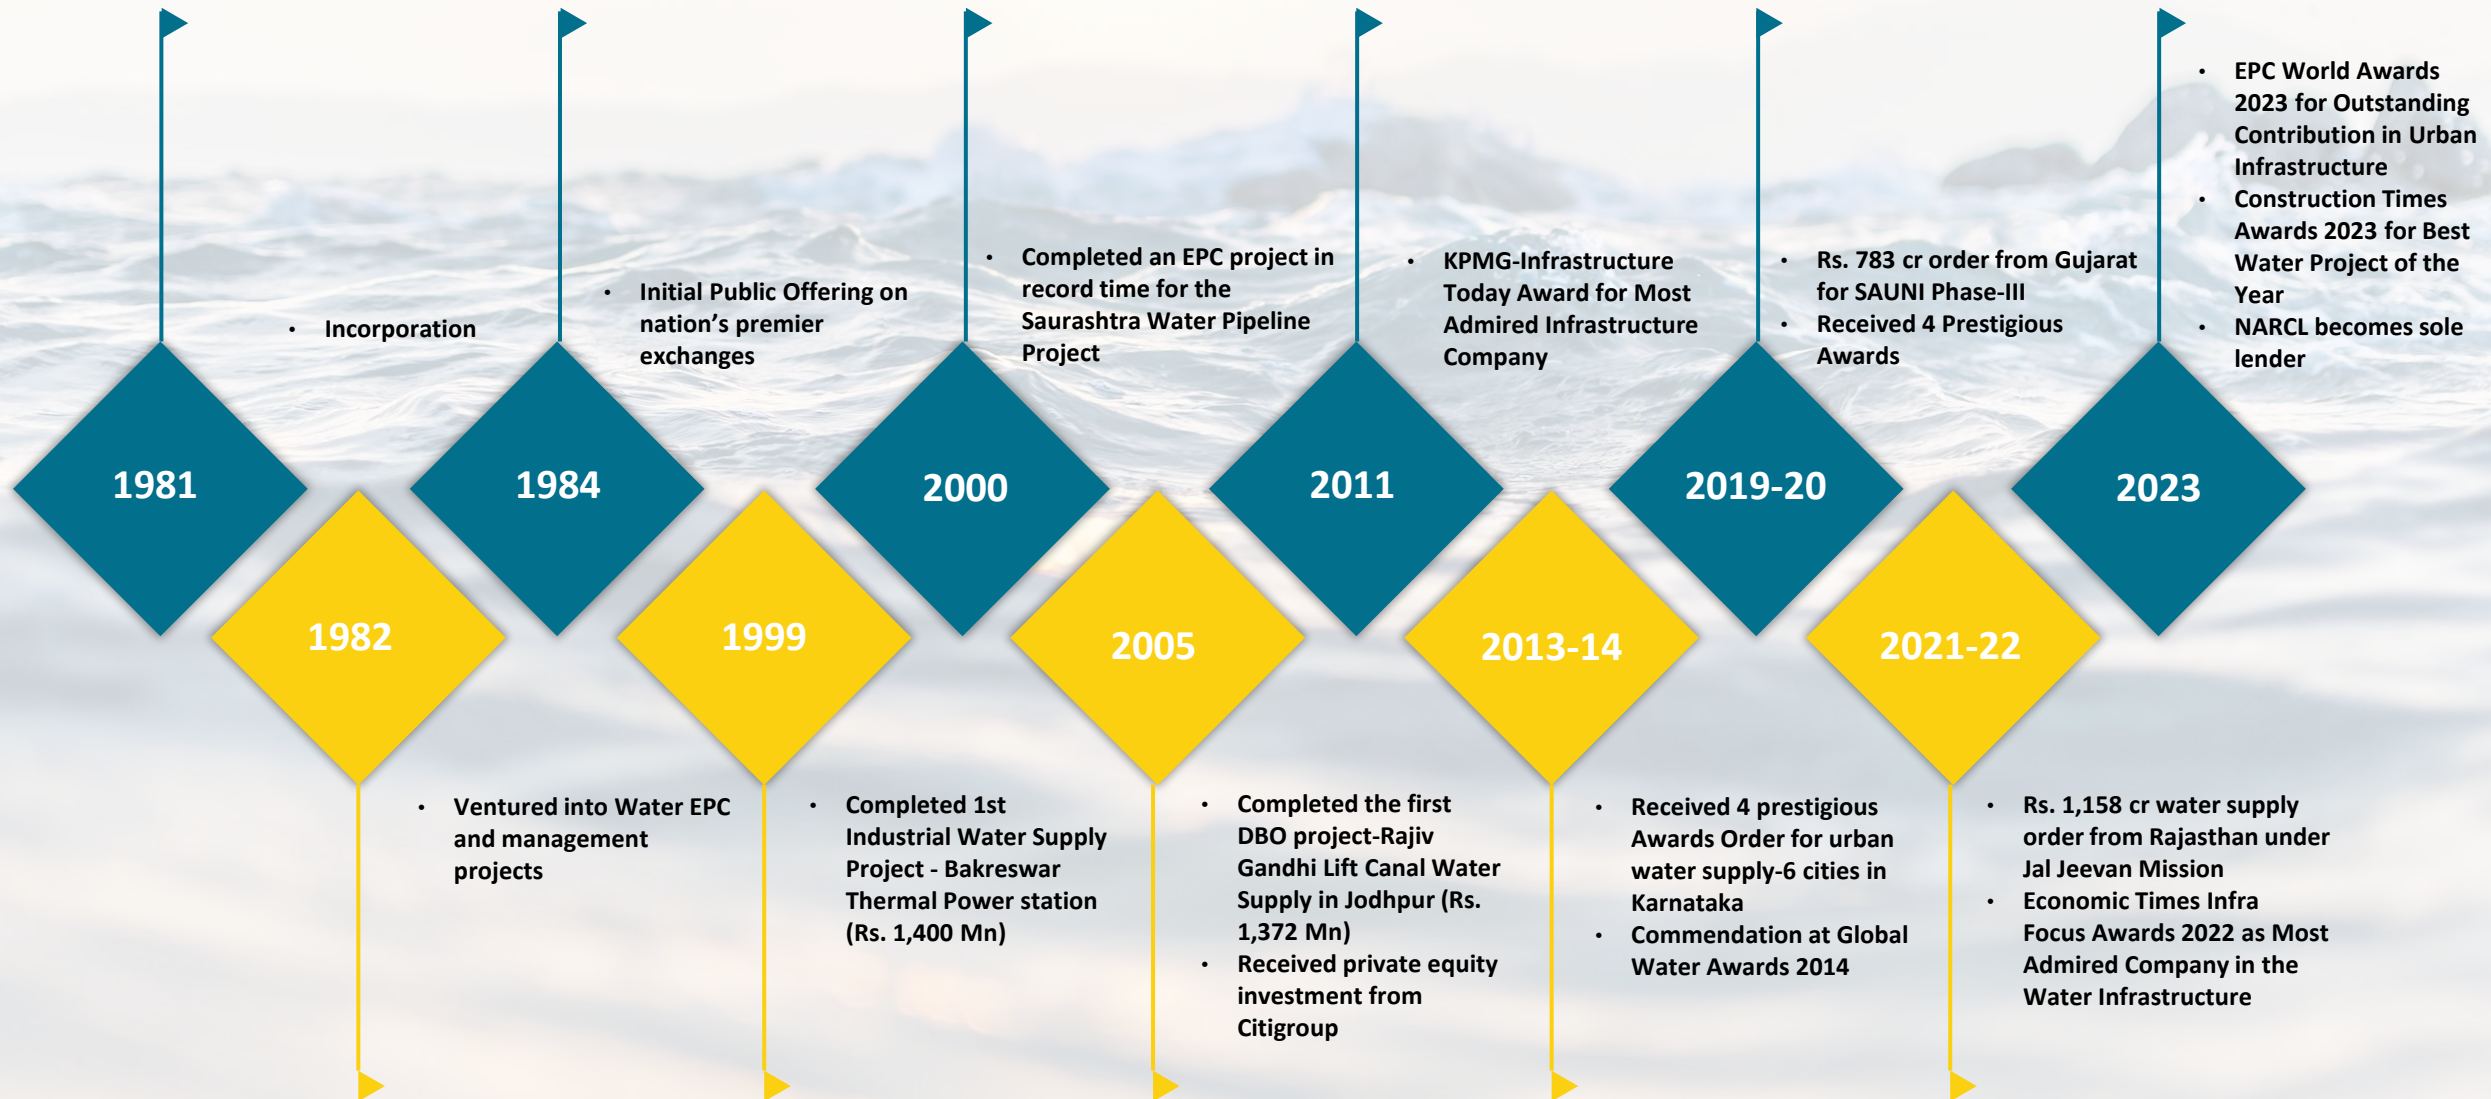 1981
• Incorporation
1982
• Ventured into Water EPC
and management
projects
1984
• Initial Public Offering on
nation’s premier
exchanges
1999
• Completed 1st
Industrial Water Supply
Project - Bakreswar
Thermal Power station
(Rs. 1,400 Mn)
2000
• Completed an EPC project in
record time for the
Saurashtra Water Pipeline
Project
2005
• Completed the first
DBO project-Rajiv
Gandhi Lift Canal Water
Supply in Jodhpur (Rs.
1,372 Mn)
• Received private equity
investment from
Citigroup
2011
• KPMG-Infrastructure
Today Award for Most
Admired Infrastructure
Company
2013-14
• Received 4 prestigious
Awards Order for urban
water supply-6 cities in
Karnataka
• Commendation at Global
Water Awards 2014
2019-20
• Rs. 783 cr order from Gujarat
for SAUNI Phase-III
• Received 4 Prestigious
Awards
2021-22
• Rs. 1,158 cr water supply
order from Rajasthan under
Jal Jeevan Mission
• Economic Times Infra
Focus Awards 2022 as Most
Admired Company in the
Water Infrastructure
2023
• EPC World Awards
2023 for Outstanding
Contribution in Urban
Infrastructure
• Construction Times
Awards 2023 for Best
Water Project of the
Year
• NARCL becomes sole
lender